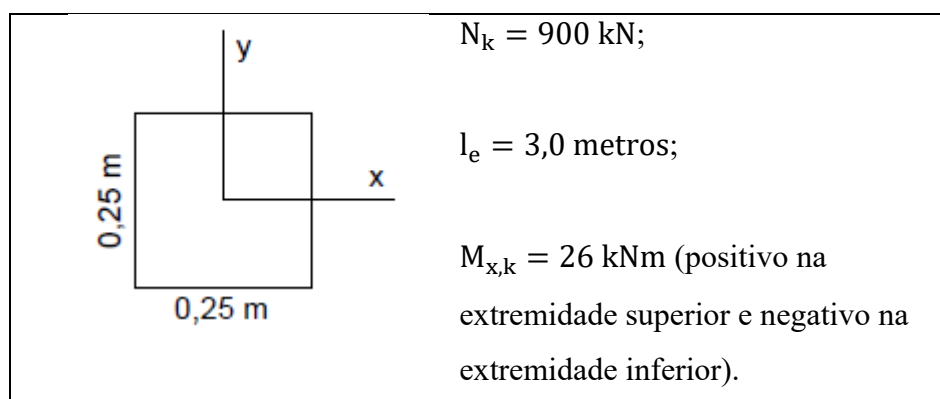 y
x
0,25 m
0,25 m
N_k = 900 kN;
l_e = 3,0 metros;
M_x,k = 26 kNm (positivo na
extremidade superior e negativo na
extremidade inferior).